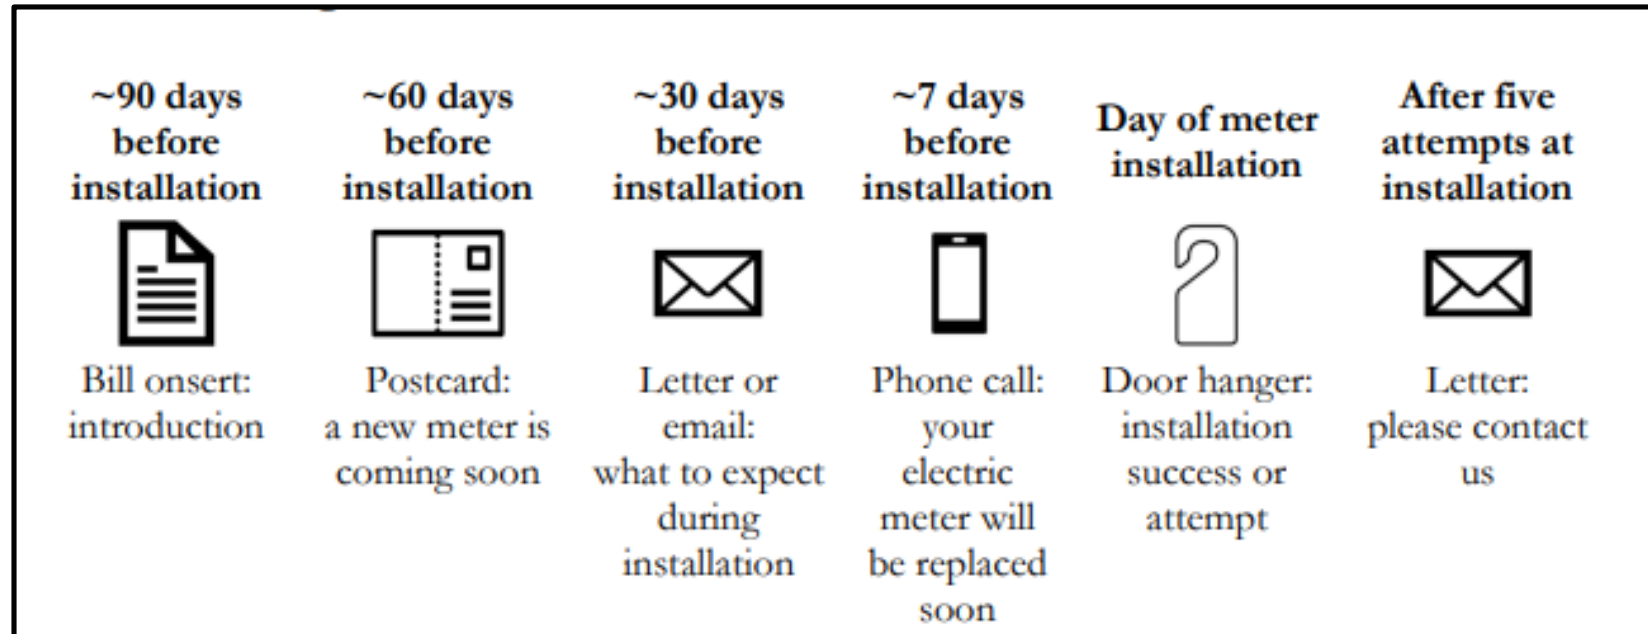 ~90 days
before
installation
Bill onsert:
introduction
~60 days
before
installation
Postcard:
a new meter is
coming soon
~30 days
before
installation
Letter or
email:
what to expect
during
installation
~7 days
before
installation
Phone call:
your
electric
meter will
be replaced
soon
Day of meter
installation
Door hanger:
installation
success or
attempt
After five
attempts at
installation
Letter:
please contact
us